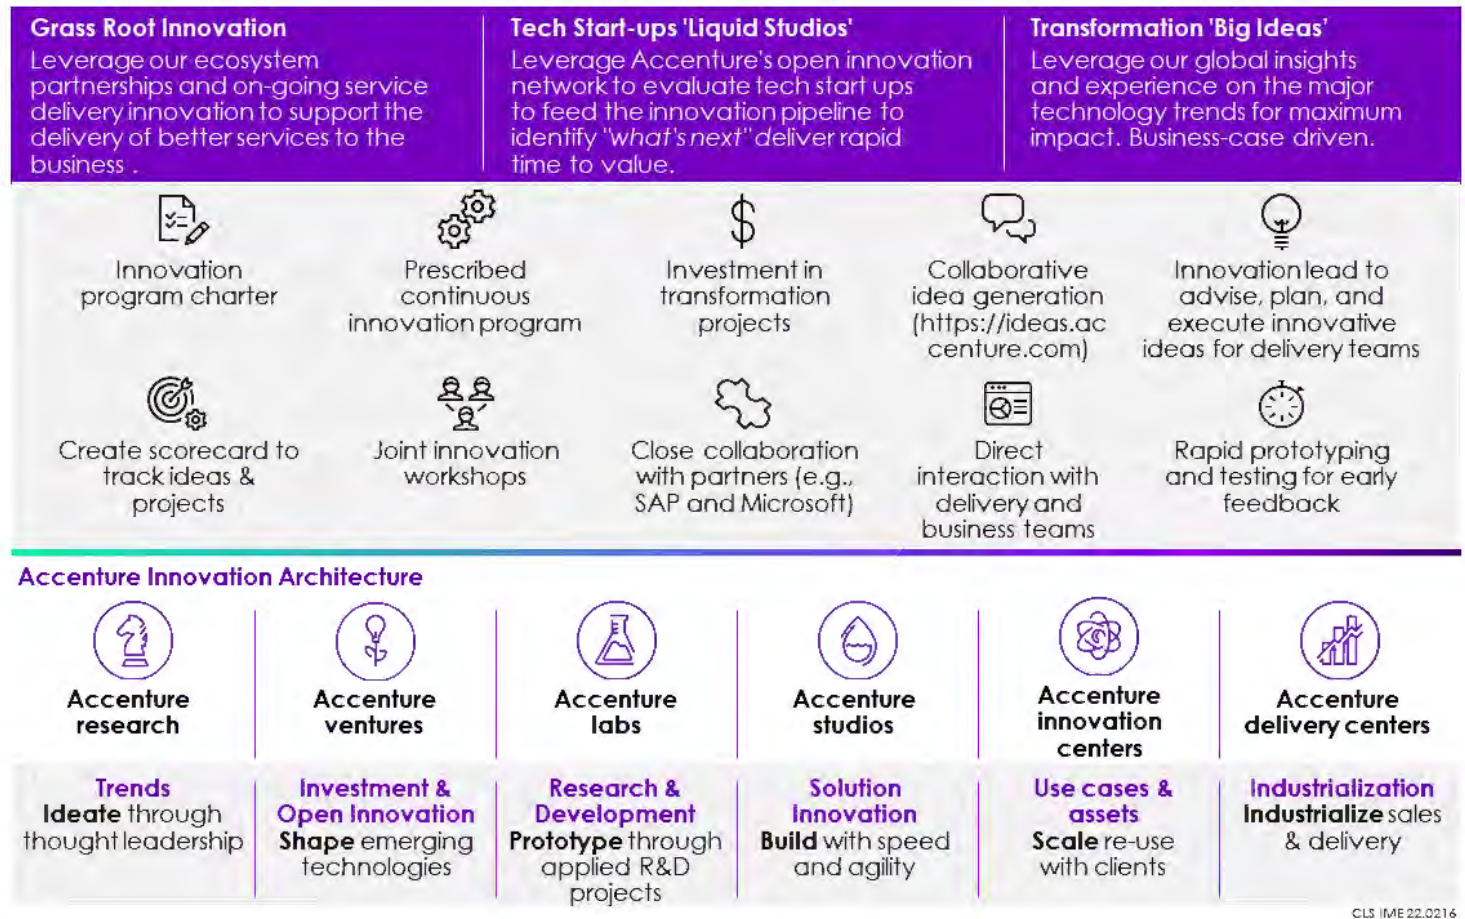 Grass Root Innovation
Leverage our ecosystem
partnerships and on-going service
delivery innovation to support the
delivery of better services to the
business .
Tech Start-ups 'Liquid Studios'
Leverage Accenture's open innovation
network to evaluate tech start ups
to feed the innovation pipeline to
identify "what's next" deliver rapid
time to value.
Transformation 'Big Ideas'
Leverage our global insights
and experience on the major
technology trends for maximum
impact. Business-case driven.
Innovation
program charter
Prescribed
continuous
innovation program
Investment in
transformation
projects
Collaborative
idea generation
(https://ideas.ac
centure.com)
Innovation lead to
advise, plan, and
execute innovative
ideas for delivery teams
Create scorecard to
track ideas &
projects
Joint innovation
workshops
Close collaboration
with partners (e.g.,
SAP and Microsoft)
Direct
interaction with
delivery and
business teams
Rapid prototyping
and testing for early
feedback
Accenture Innovation Architecture
Accenture
research
Accenture
ventures
Accenture
labs
Accenture
studios
Accenture
innovation
centers
Accenture
delivery centers
Trends
Ideate through
thought leadership
Investment &
Open Innovation
Shape emerging
technologies
Research &
Development
Prototype through
applied R&D
projects
Solution
Innovation
Build with speed
and agility
Use cases &
assets
Scale re-use
with clients
Industrialization
Industrialize sales
& delivery
CLS IME 22.0216